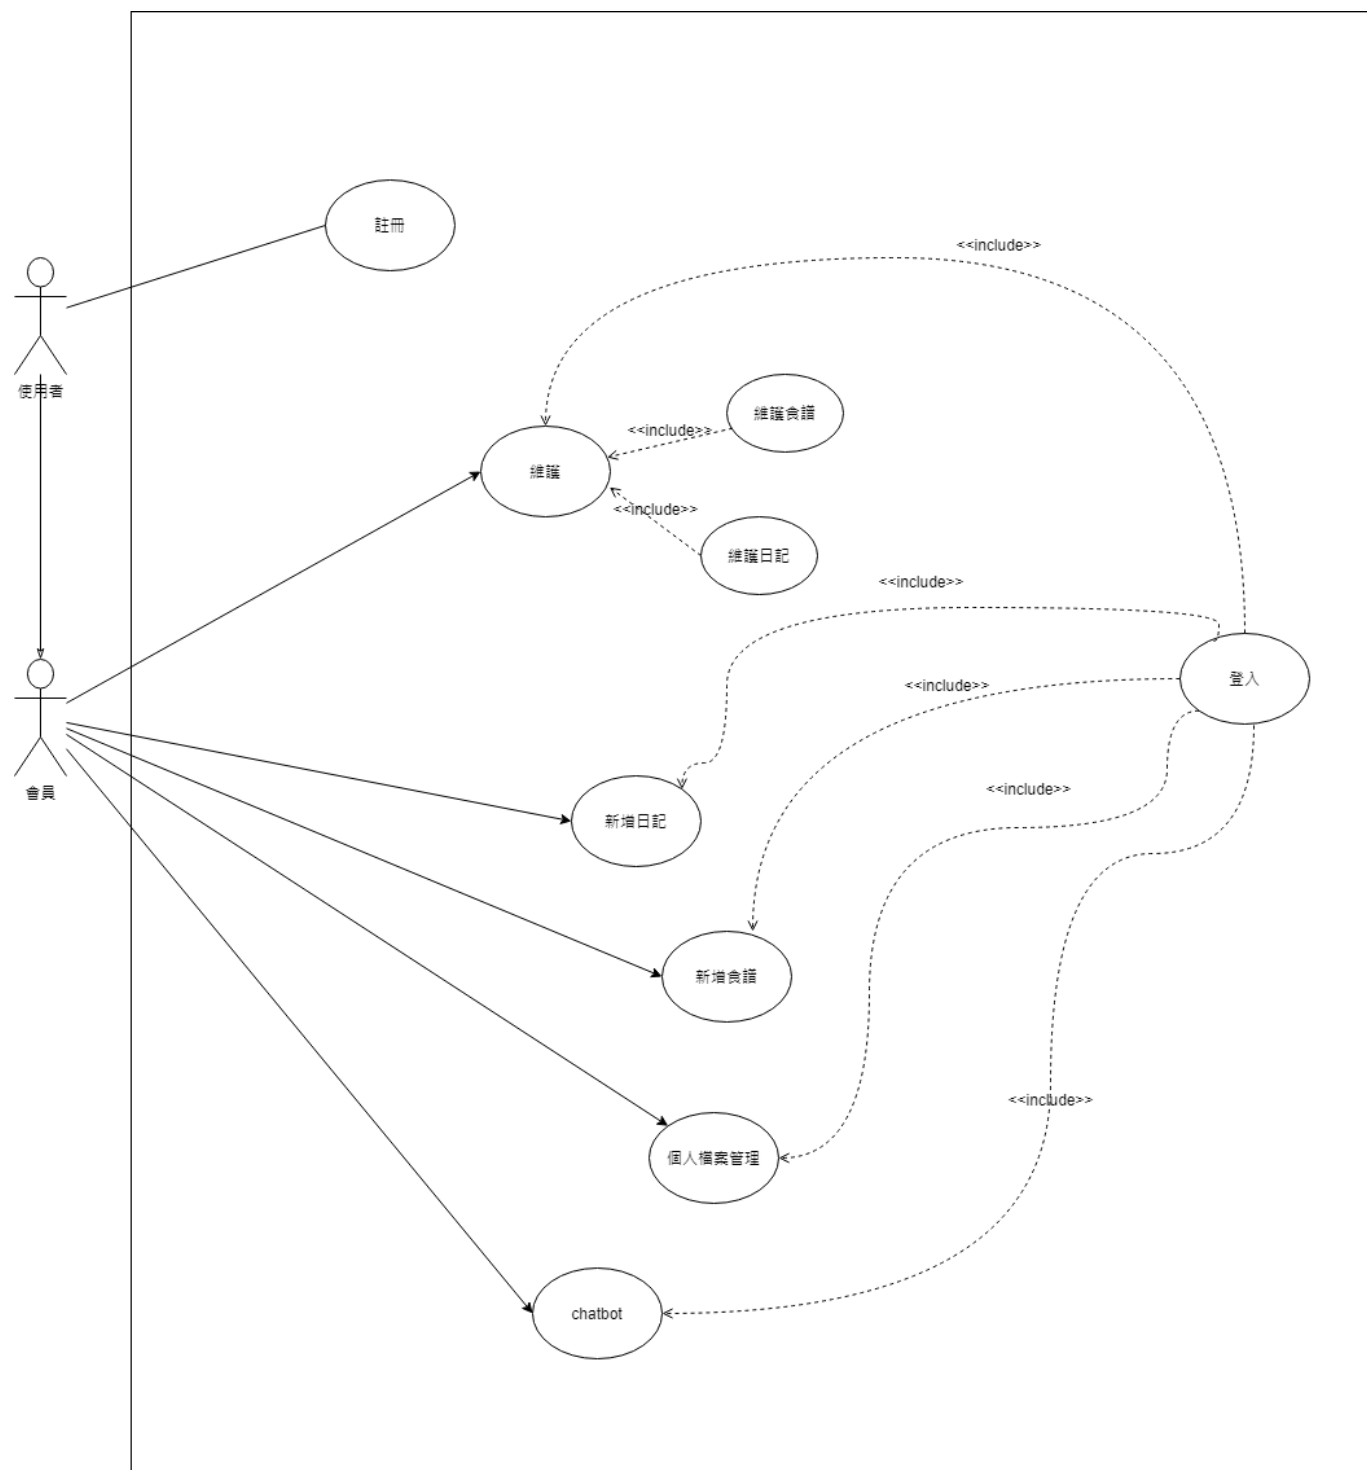 註冊
<<include>>
使用者
維護食譜
<<include>>
維護
<<include>>
維護日記
<<include>>
登入
<<include>>
會員
<<include>>
新增日記
新增食譜
<<include>>
個人檔案管理
chatbot